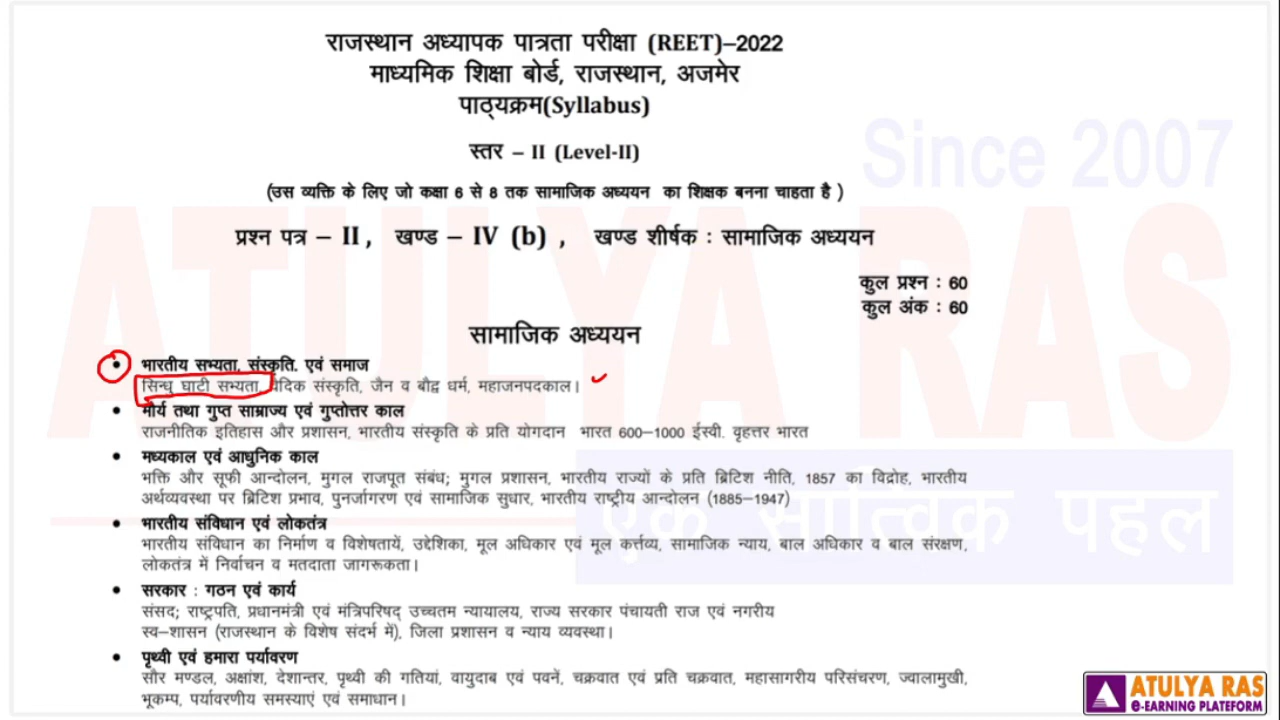 राजस्थान अध्यापक पात्रता परीक्षा (REET)–2022
माध्यमिक शिक्षा बोर्ड, राजस्थान, अजमेर
पाठ्यक्रम(Syllabus)
स्तर – II (Level-II)
(उस व्यक्ति के लिए जो कक्षा 6 से 8 तक सामाजिक अध्ययन का शिक्षक बनना चाहता है )
प्रश्न पत्र – II , खण्ड – IV (b) , खण्ड शीर्षक : सामाजिक अध्ययन
कुल प्रश्न : 60
कुल अंक : 60
सामाजिक अध्ययन
• भारतीय सभ्यता, संस्कृति. एवं समाज
सिन्धु घाटी सभ्यता, वैदिक संस्कृति, जैन व बौद्व धर्म, महाजनपदकाल।
• मौर्य तथा गुप्त साम्राज्य एवं गुप्तोत्तर काल
राजनीतिक इतिहास और प्रशासन, भारतीय संस्कृति के प्रति योगदान भारत 600–1000 ईस्वी. वृहत्तर भारत
• मध्यकाल एवं आधुनिक काल
भक्ति और सूफी आन्दोलन, मुगल राजपूत संबंध; मुगल प्रशासन, भारतीय राज्यों के प्रति ब्रिटिश नीति, 1857 का विद्रोह, भारतीय
अर्थव्यवस्था पर ब्रिटिश प्रभाव, पुनर्जागरण एवं सामाजिक सुधार, भारतीय राष्ट्रीय आन्दोलन (1885–1947)
• भारतीय संविधान एवं लोकतंत्र
भारतीय संविधान का निर्माण व विशेषतायें, उद्देशिका, मूल अधिकार एवं मूल कर्त्तव्य, सामाजिक न्याय, बाल अधिकार व बाल संरक्षण,
लोकतंत्र में निर्वाचन व मतदाता जागरूकता।
• सरकार : गठन एवं कार्य
संसद; राष्ट्रपति, प्रधानमंत्री एवं मंत्रिपरिषद् उच्चतम न्यायालय, राज्य सरकार पंचायती राज एवं नगरीय
स्व–शासन (राजस्थान के विशेष संदर्भ में), जिला प्रशासन व न्याय व्यवस्था।
• पृथ्वी एवं हमारा पर्यावरण
सौर मण्डल, अक्षांश, देशान्तर, पृथ्वी की गतियां, वायुदाब एवं पवनें, चक्रवात एवं प्रति चक्रवात, महासागरीय परिसंचरण, ज्वालामुखी,
भूकम्प, पर्यावरणीय समस्याएं एवं समाधान।
Since 2007
ATULYA RAS
एक सात्विक पहल
ATULYA RAS
e-EARNING PLATEFORM